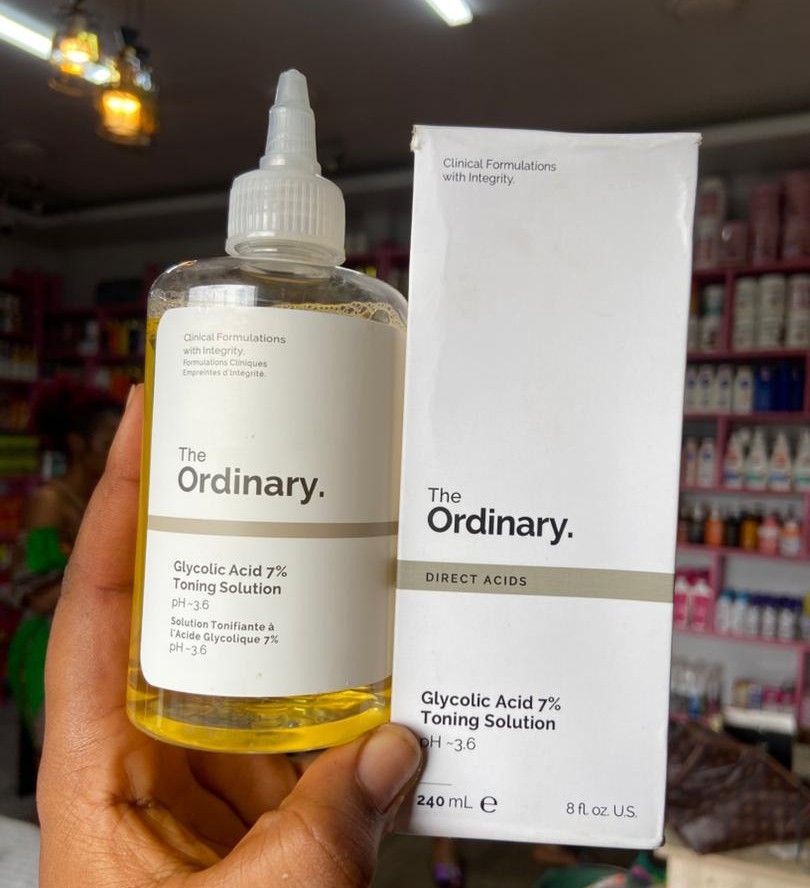 Clinical Formulations
with Integrity.
Formulations Cliniques
Empreintes d'Intégrité.
The
Ordinary.
Glycolic Acid 7%
Toning Solution
pH ~3.6
Solution Tonifiante à
l'Acide Glycolique 7%
pH ~3.6
Clinical Formulations
with Integrity.
The
Ordinary.
DIRECT ACIDS
Glycolic Acid 7%
Toning Solution
pH ~3.6
240 mL ℮ 8 fl. oz. U.S.